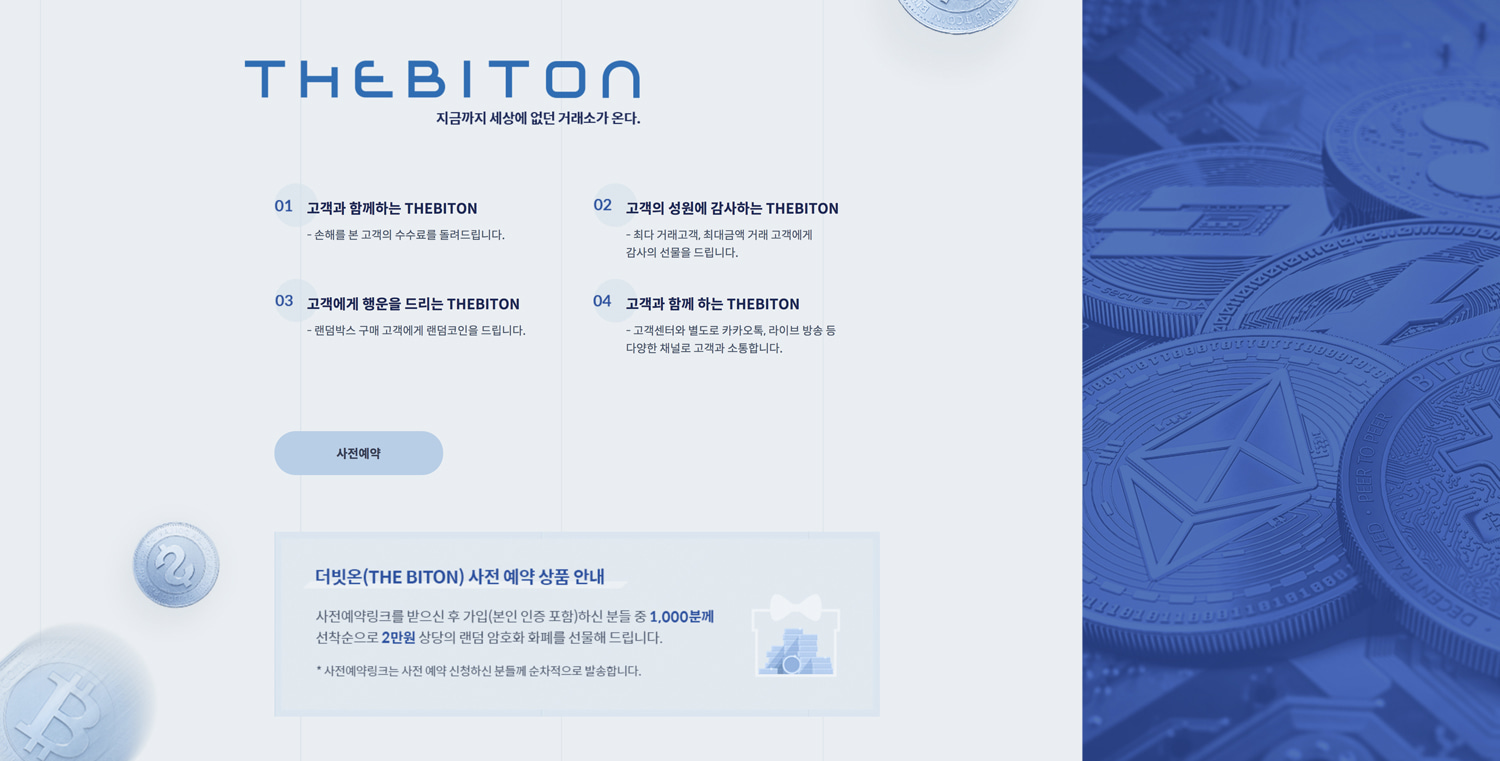 THEBITON
지금까지 세상에 없던 거래소가 온다.
01 고객과 함께하는 THEBITON
- 손해를 본 고객의 수수료를 돌려드립니다.
02 고객의 성원에 감사하는 THEBITON
- 최다 거래고객, 최대금액 거래 고객에게
감사의 선물을 드립니다.
03 고객에게 행운을 드리는 THEBITON
- 랜덤박스 구매 고객에게 랜덤코인을 드립니다.
04 고객과 함께 하는 THEBITON
- 고객센터와 별도로 카카오톡, 라이브 방송 등
다양한 채널로 고객과 소통합니다.
사전예약
더빗온(THE BITON) 사전 예약 상품 안내
사전예약링크를 받으신 후 가입(본인 인증 포함)하신 분들 중 1,000분께
선착순으로 2만원 상당의 랜덤 암호화 화폐를 선물해 드립니다.
* 사전예약링크는 사전 예약 신청하신 분들께 순차적으로 발송합니다.
BITCO
PEER TO PEER